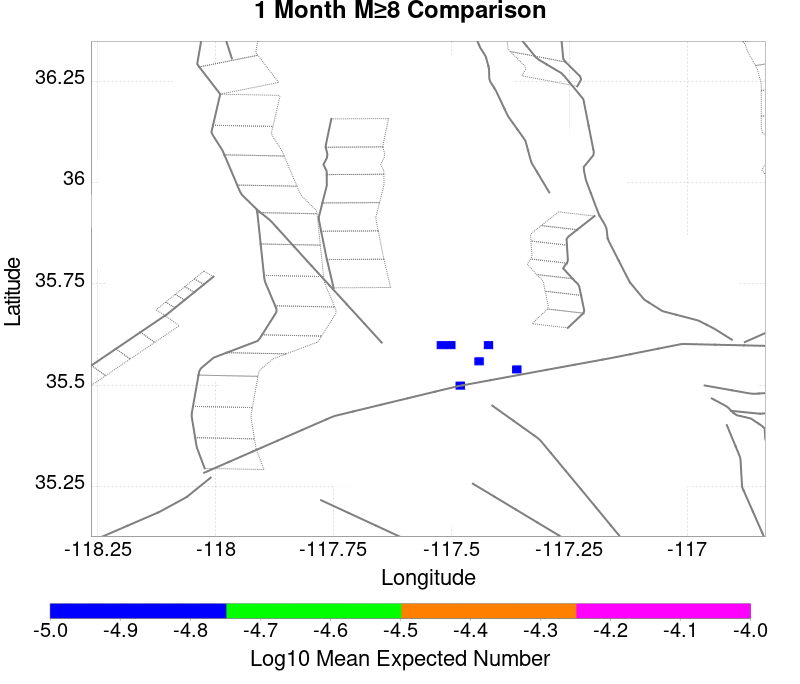 1 Month M≥8 Comparison
36.25
36
35.75
35.5
35.25
Latitude
-118.25 -118 -117.75 -117.5 -117.25 -117
Longitude
-5.0 -4.9 -4.8 -4.7 -4.6 -4.5 -4.4 -4.3 -4.2 -4.1 -4.0
Log10 Mean Expected Number